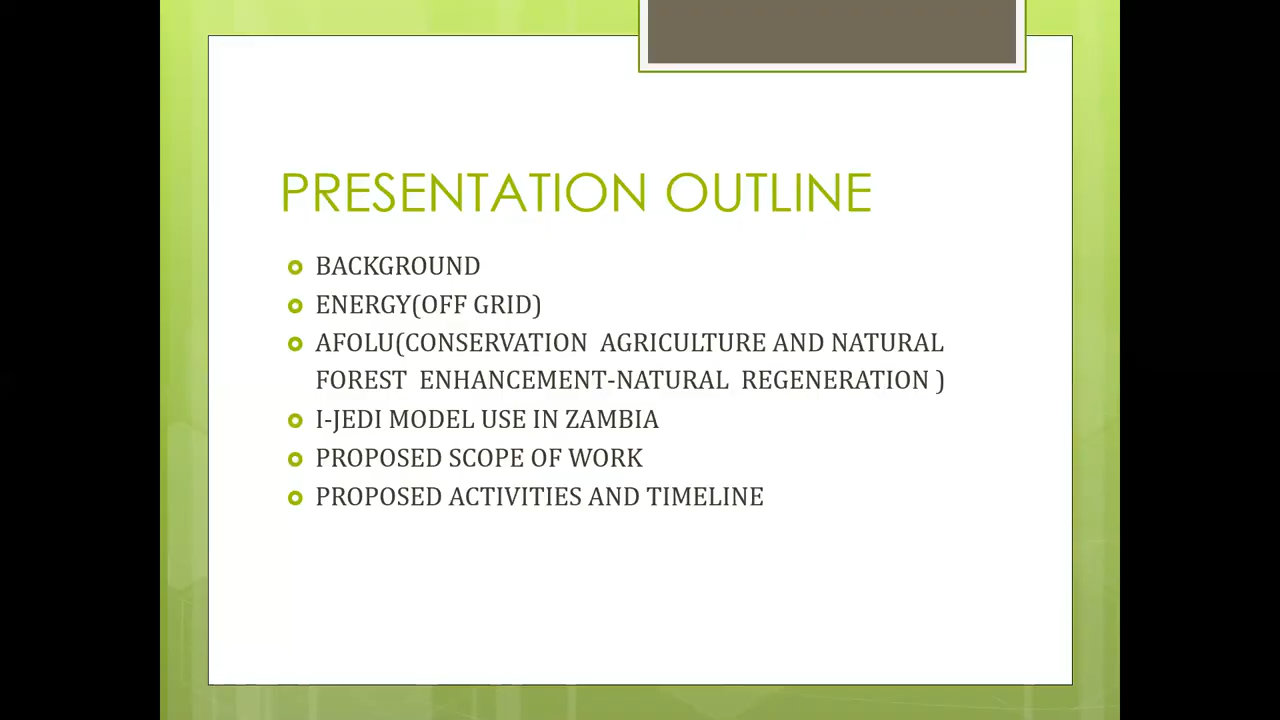 PRESENTATION OUTLINE
BACKGROUND
ENERGY(OFF GRID)
AFOLU(CONSERVATION AGRICULTURE AND NATURAL
FOREST ENHANCEMENT-NATURAL REGENERATION )
I-JEDI MODEL USE IN ZAMBIA
PROPOSED SCOPE OF WORK
PROPOSED ACTIVITIES AND TIMELINE